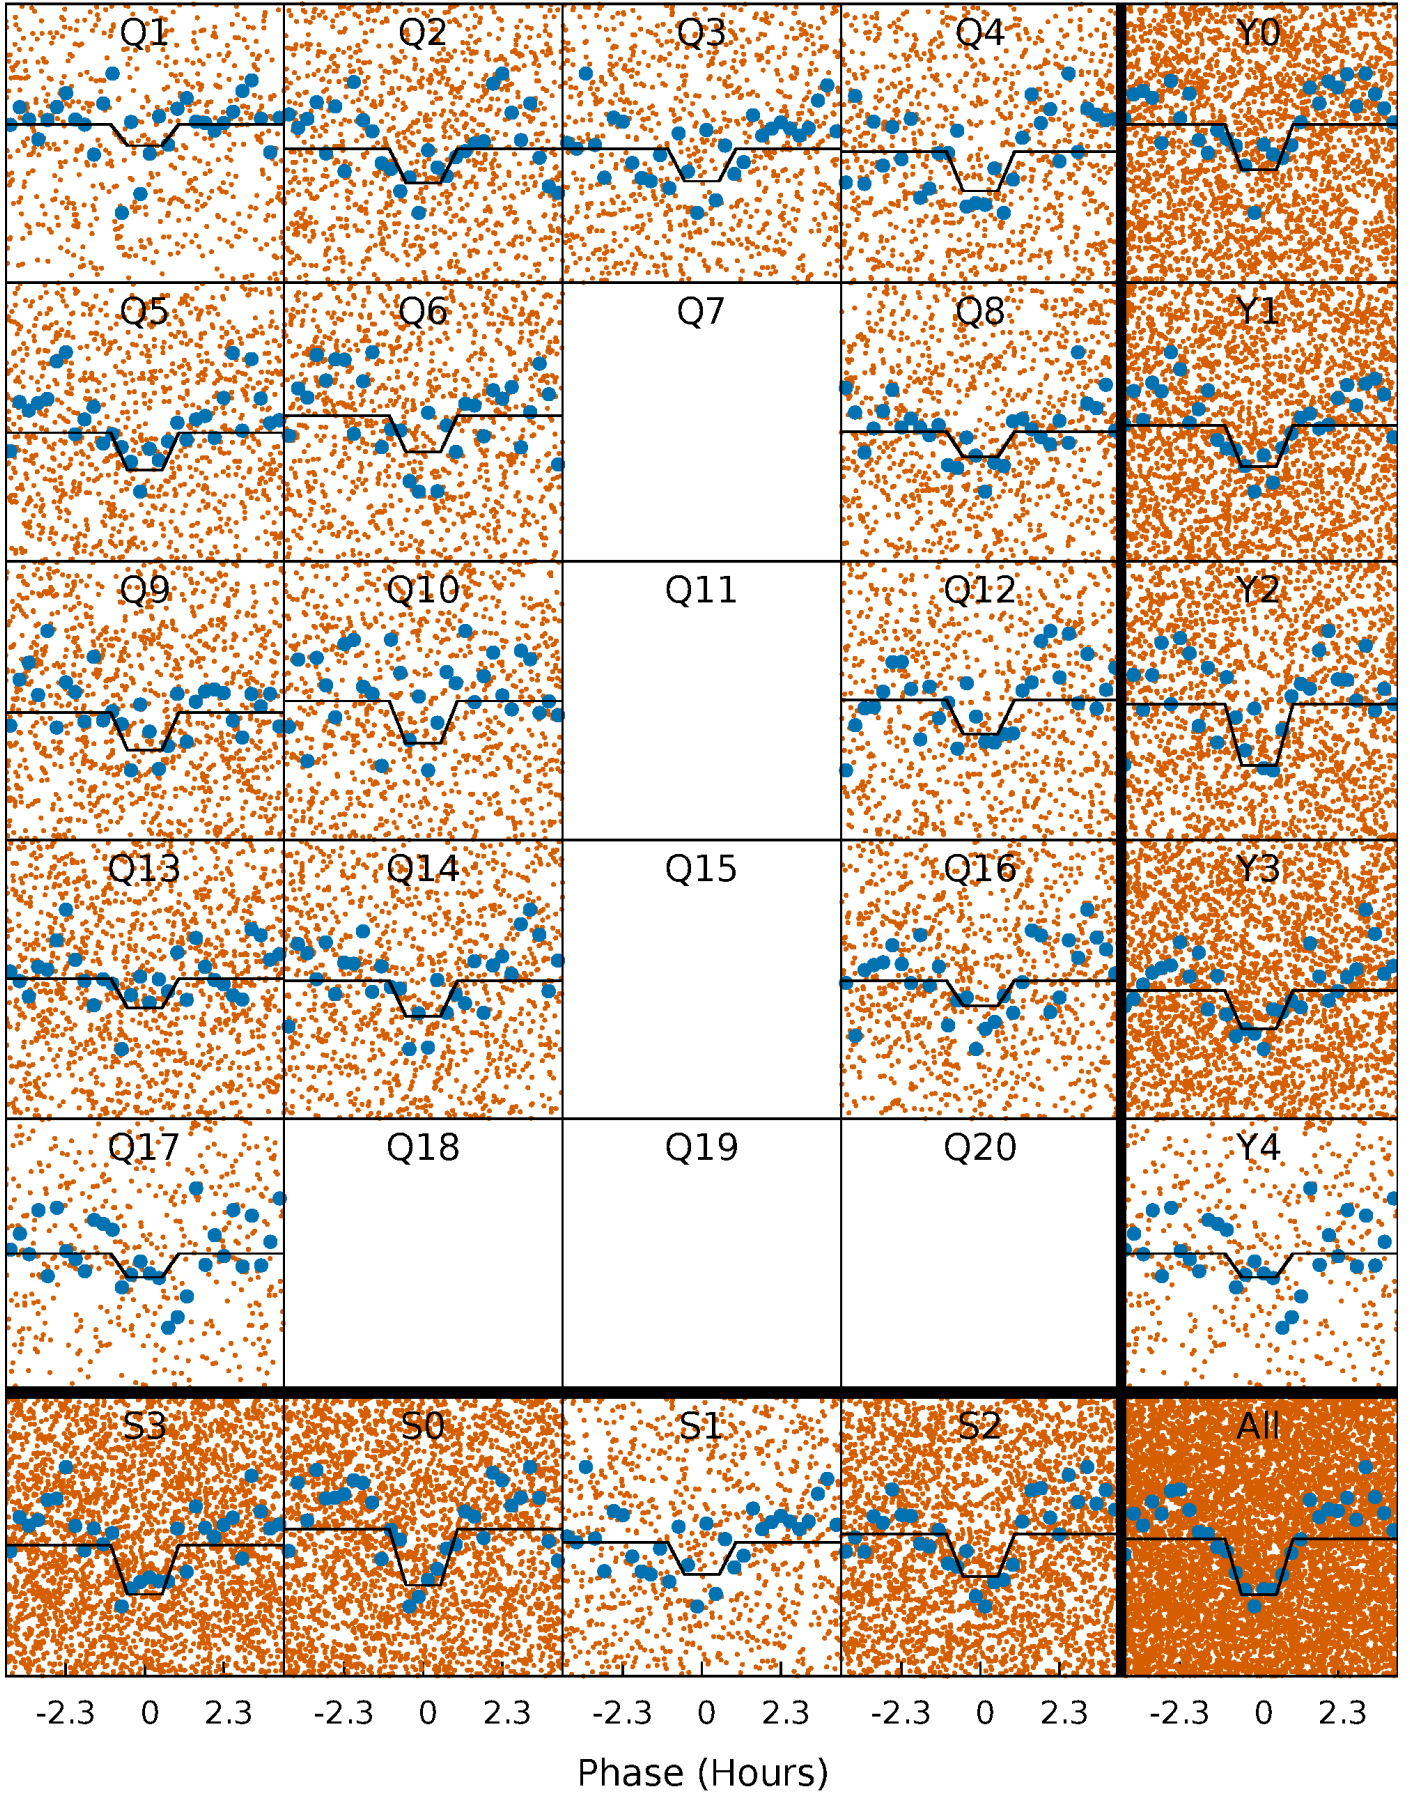 Q1 Q2 Q3 Q4 Y0
Q5 Q6 Q7 Q8 Y1
Q9 Q10 Q11 Q12 Y2
Q13 Q14 Q15 Q16 Y3
Q17 Q18 Q19 Q20 Y4
S3 S0 S1 S2 All
-2.3 0 2.3 -2.3 0 2.3 -2.3 0 2.3 -2.3 0 2.3 -2.3 0 2.3
Phase (Hours)